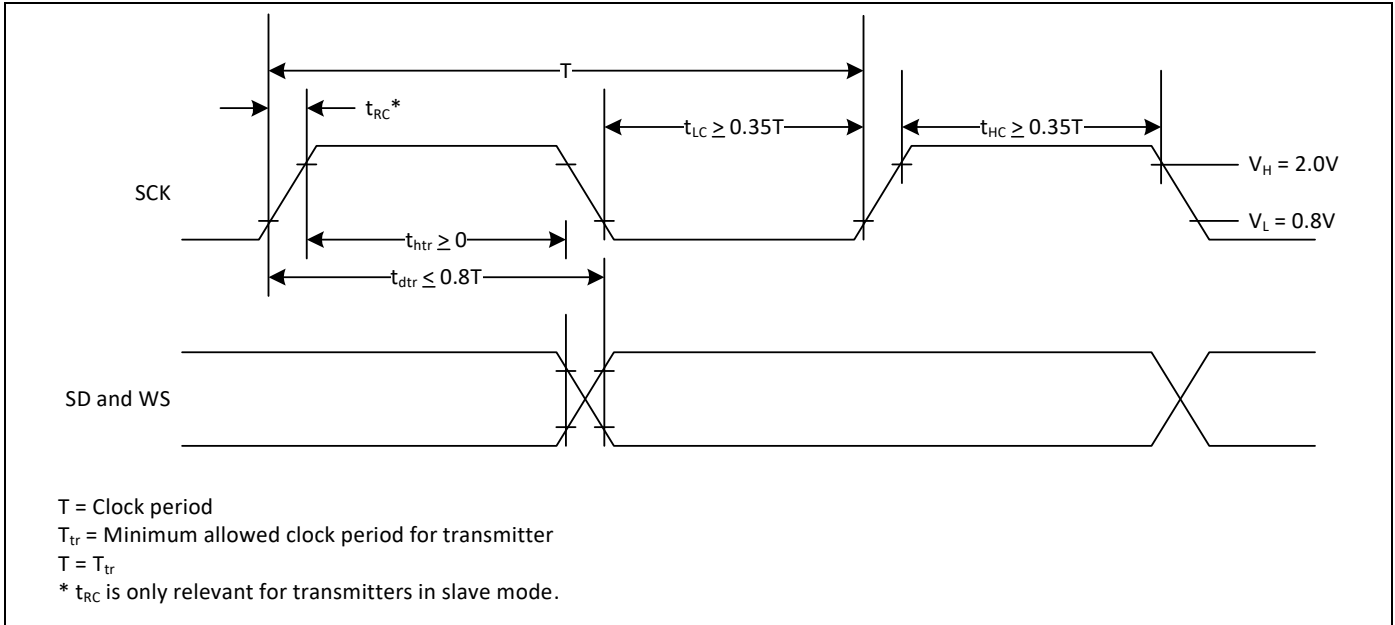 T
t_RC*
t_LC ≥ 0.35T
t_HC ≥ 0.35T
V_H = 2.0V
SCK
V_L = 0.8V
t_htr ≥ 0
t_dtr ≤ 0.8T
SD and WS
T = Clock period
T_tr = Minimum allowed clock period for transmitter
T = T_tr
* t_RC is only relevant for transmitters in slave mode.